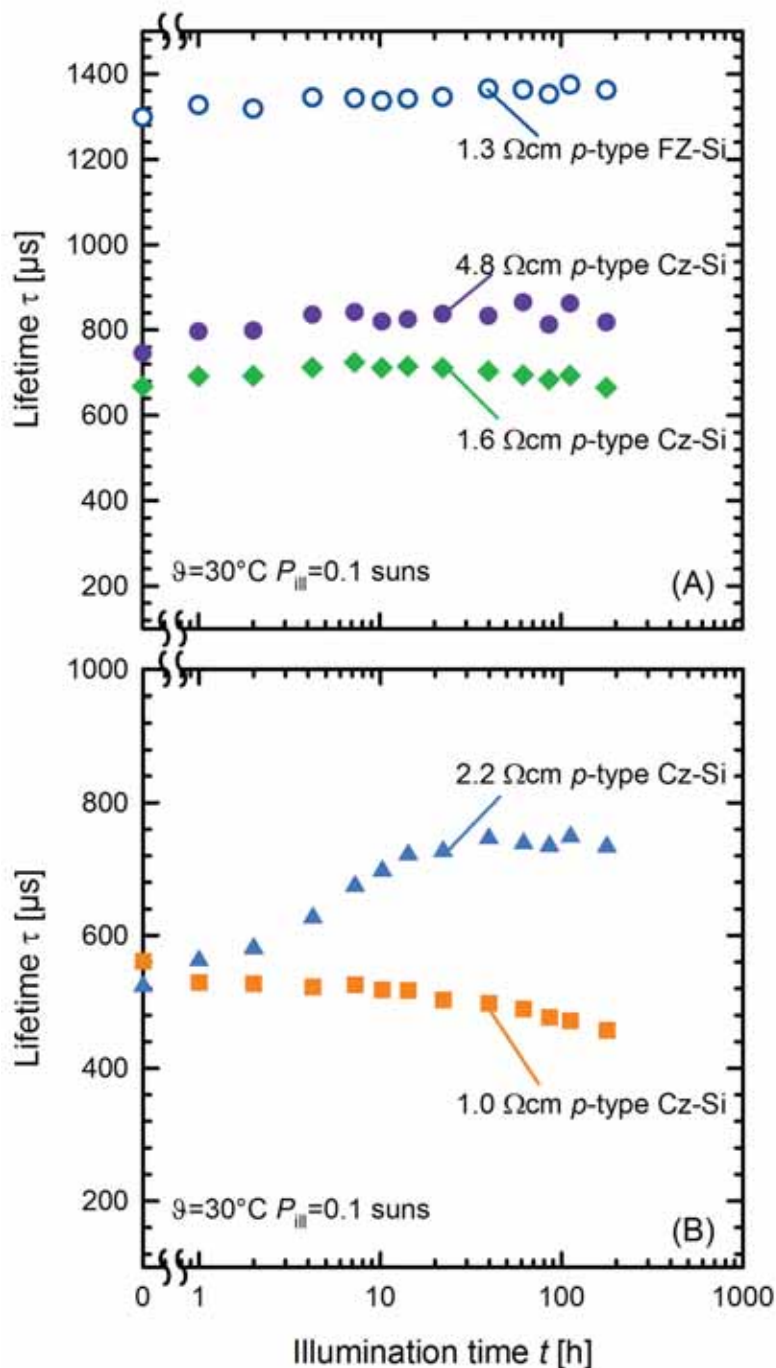 1400
1200
1000
800
600
400
200
Lifetime τ [µs]
1.3 Ωcm p-type FZ-Si
4.8 Ωcm p-type Cz-Si
1.6 Ωcm p-type Cz-Si
ϑ=30°C Pill=0.1 suns
(A)
1000
800
600
400
200
Lifetime τ [µs]
2.2 Ωcm p-type Cz-Si
1.0 Ωcm p-type Cz-Si
ϑ=30°C Pill=0.1 suns
(B)
0 1 10 100 1000
Illumination time t [h]